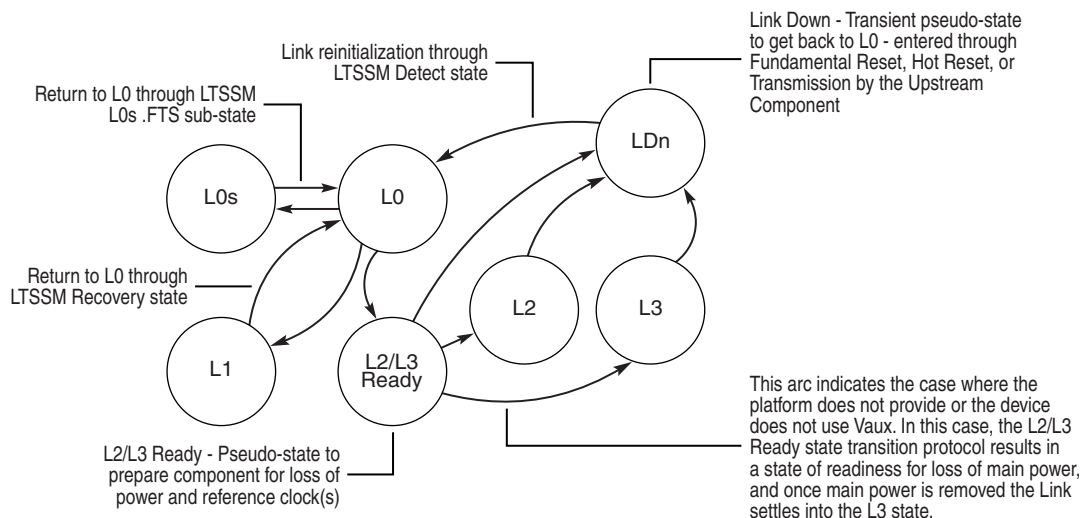 Link Down - Transient pseudo-state
to get back to L0 - entered through
Fundamental Reset, Hot Reset, or
Transmission by the Upstream
Component
Link reinitialization through
LTSSM Detect state
Return to L0 through LTSSM
L0s .FTS sub-state
LDn
L0s
L0
Return to L0 through
LTSSM Recovery state
L2
L3
L1
L2/L3
Ready
This arc indicates the case where the
platform does not provide or the device
does not use Vaux. In this case, the L2/L3
Ready state transition protocol results in
a state of readiness for loss of main power,
and once main power is removed the Link
settles into the L3 state.
L2/L3 Ready - Pseudo-state to
prepare component for loss of
power and reference clock(s)